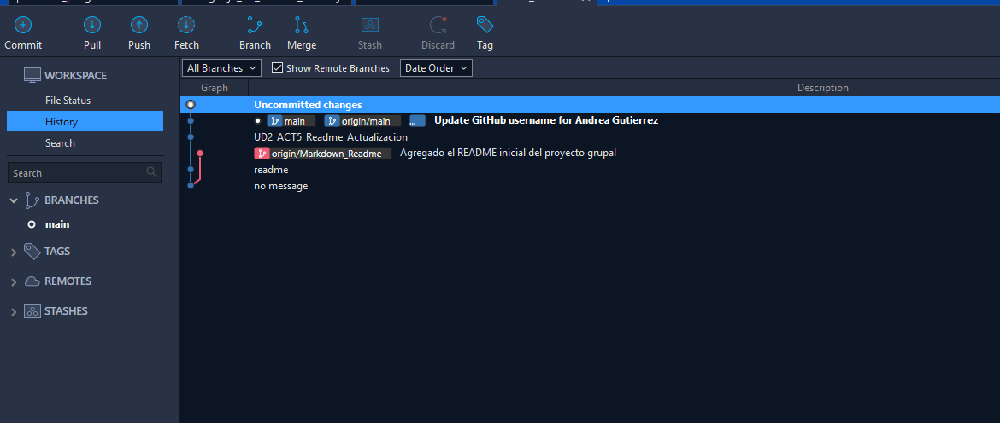 Commit Pull Push Fetch Branch Merge Stash Discard Tag
WORKSPACE
File Status
History
Search
Search
BRANCHES
main
TAGS
REMOTES
STASHES
All Branches Show Remote Branches Date Order
Graph Description
Uncommitted changes
main origin/main ... Update GitHub username for Andrea Gutierrez
UD2_ACT5_Readme_Actualizacion
origin/Markdown_Readme Agregado el README inicial del proyecto grupal
readme
no message